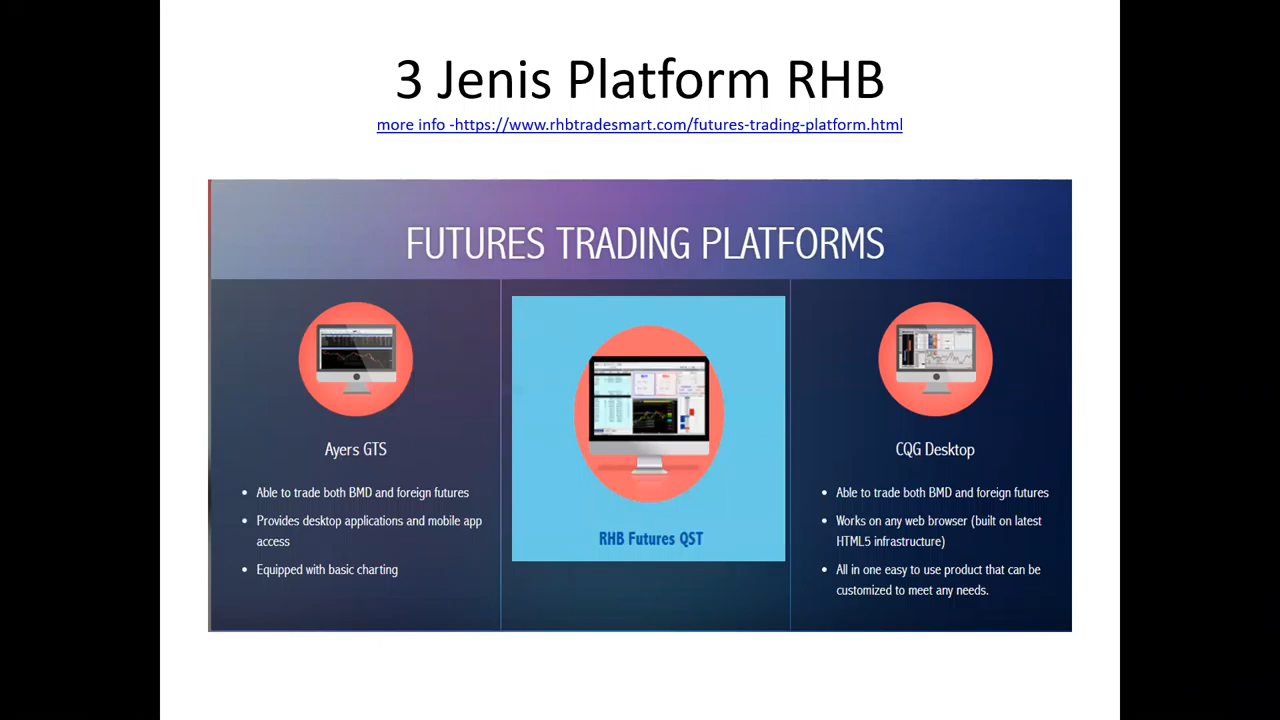 3 Jenis Platform RHB
more info -https://www.rhbtradesmart.com/futures-trading-platform.html
FUTURES TRADING PLATFORMS
Ayers GTS
• Able to trade both BMD and foreign futures
• Provides desktop applications and mobile app
access
• Equipped with basic charting
RHB Futures QST
CQG Desktop
• Able to trade both BMD and foreign futures
• Works on any web browser (built on latest
HTML5 infrastructure)
• All in one easy to use product that can be
customized to meet any needs.